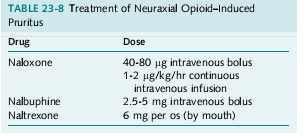 TABLE 23-8 Treatment of Neuraxial Opioid–Induced
Pruritus
Drug Dose
Naloxone 40-80 μg intravenous bolus
1-2 μg/kg/hr continuous
intravenous infusion
Nalbuphine 2.5-5 mg intravenous bolus
Naltrexone 6 mg per os (by mouth)